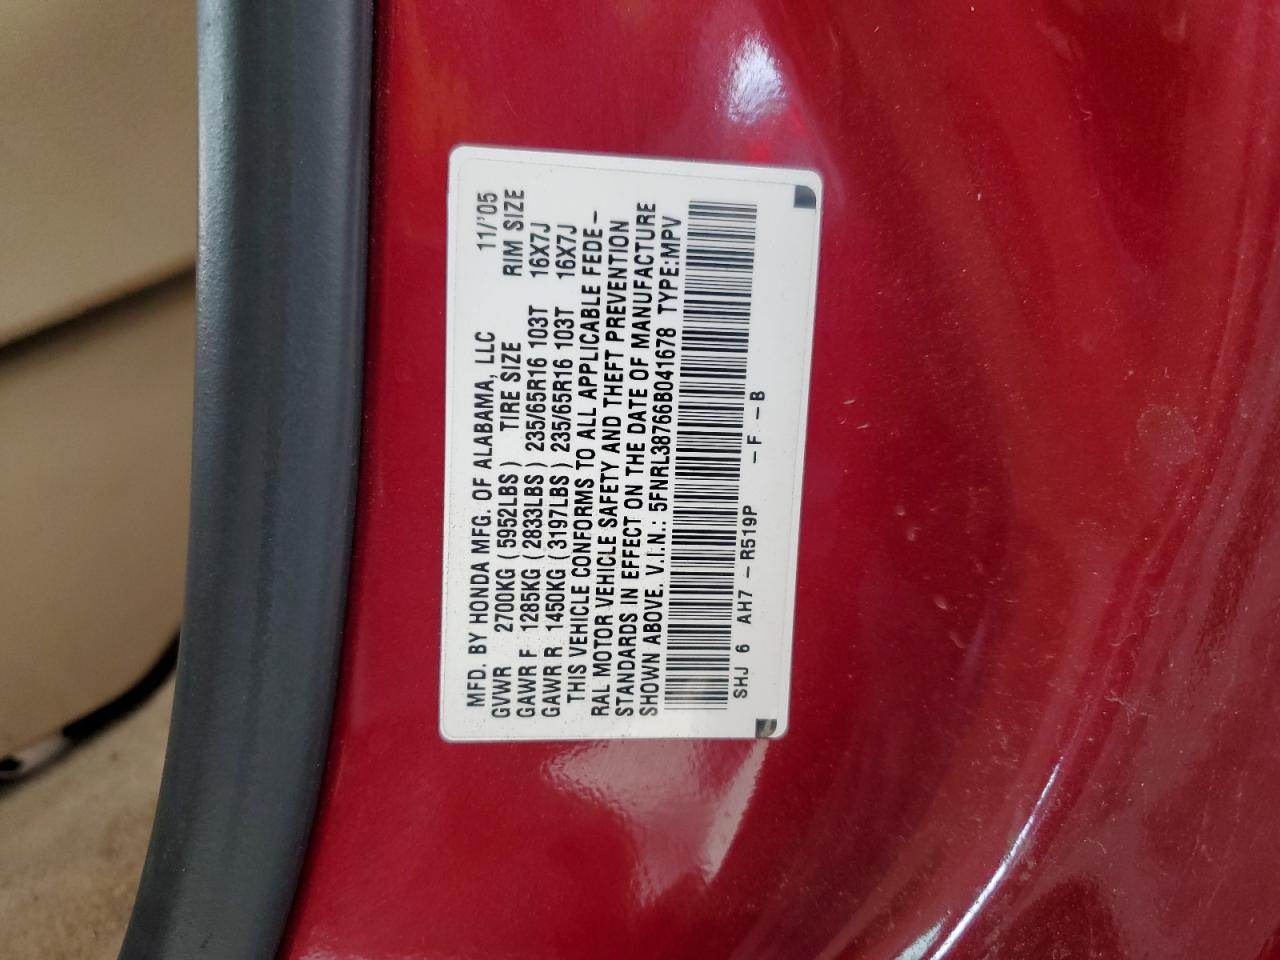 MFD. BY HONDA MFG. OF ALABAMA, LLC 11/'05
GVWR 2700KG (5952LBS) TIRE SIZE RIM SIZE
GAWR F 1285KG (2833LBS) 235/65R16 103T 16X7J
GAWR R 1450KG (3197LBS) 235/65R16 103T 16X7J
THIS VEHICLE CONFORMS TO ALL APPLICABLE FEDE-
RAL MOTOR VEHICLE SAFETY AND THEFT PREVENTION
STANDARDS IN EFFECT ON THE DATE OF MANUFACTURE
SHOWN ABOVE. V.I.N.: 5FNRL38766B041678 TYPE:MPV
SHJ 6 AH7 - R519P - F - B